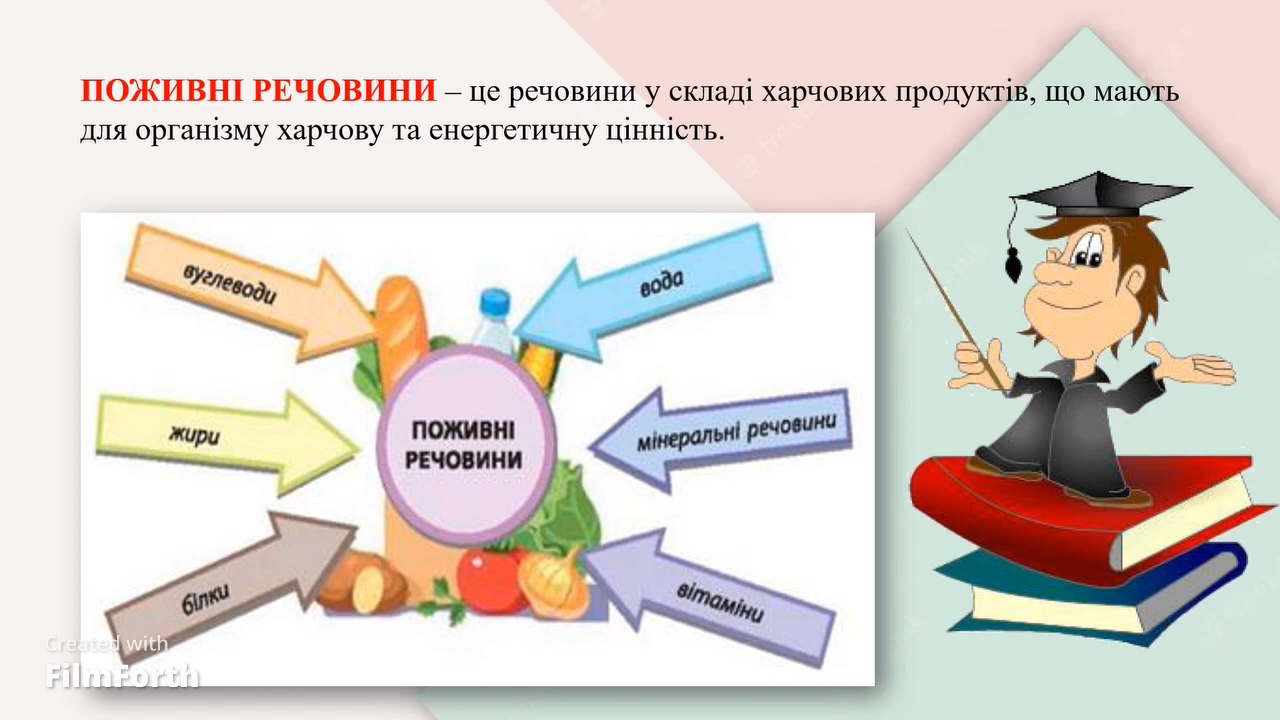 ПОЖИВНІ РЕЧОВИНИ – це речовини у складі харчових продуктів, що мають
для організму харчову та енергетичну цінність.
вуглеводи
вода
жири
ПОЖИВНІ
РЕЧОВИНИ
мінеральні речовини
білки
вітаміни
Created with
FilmForth